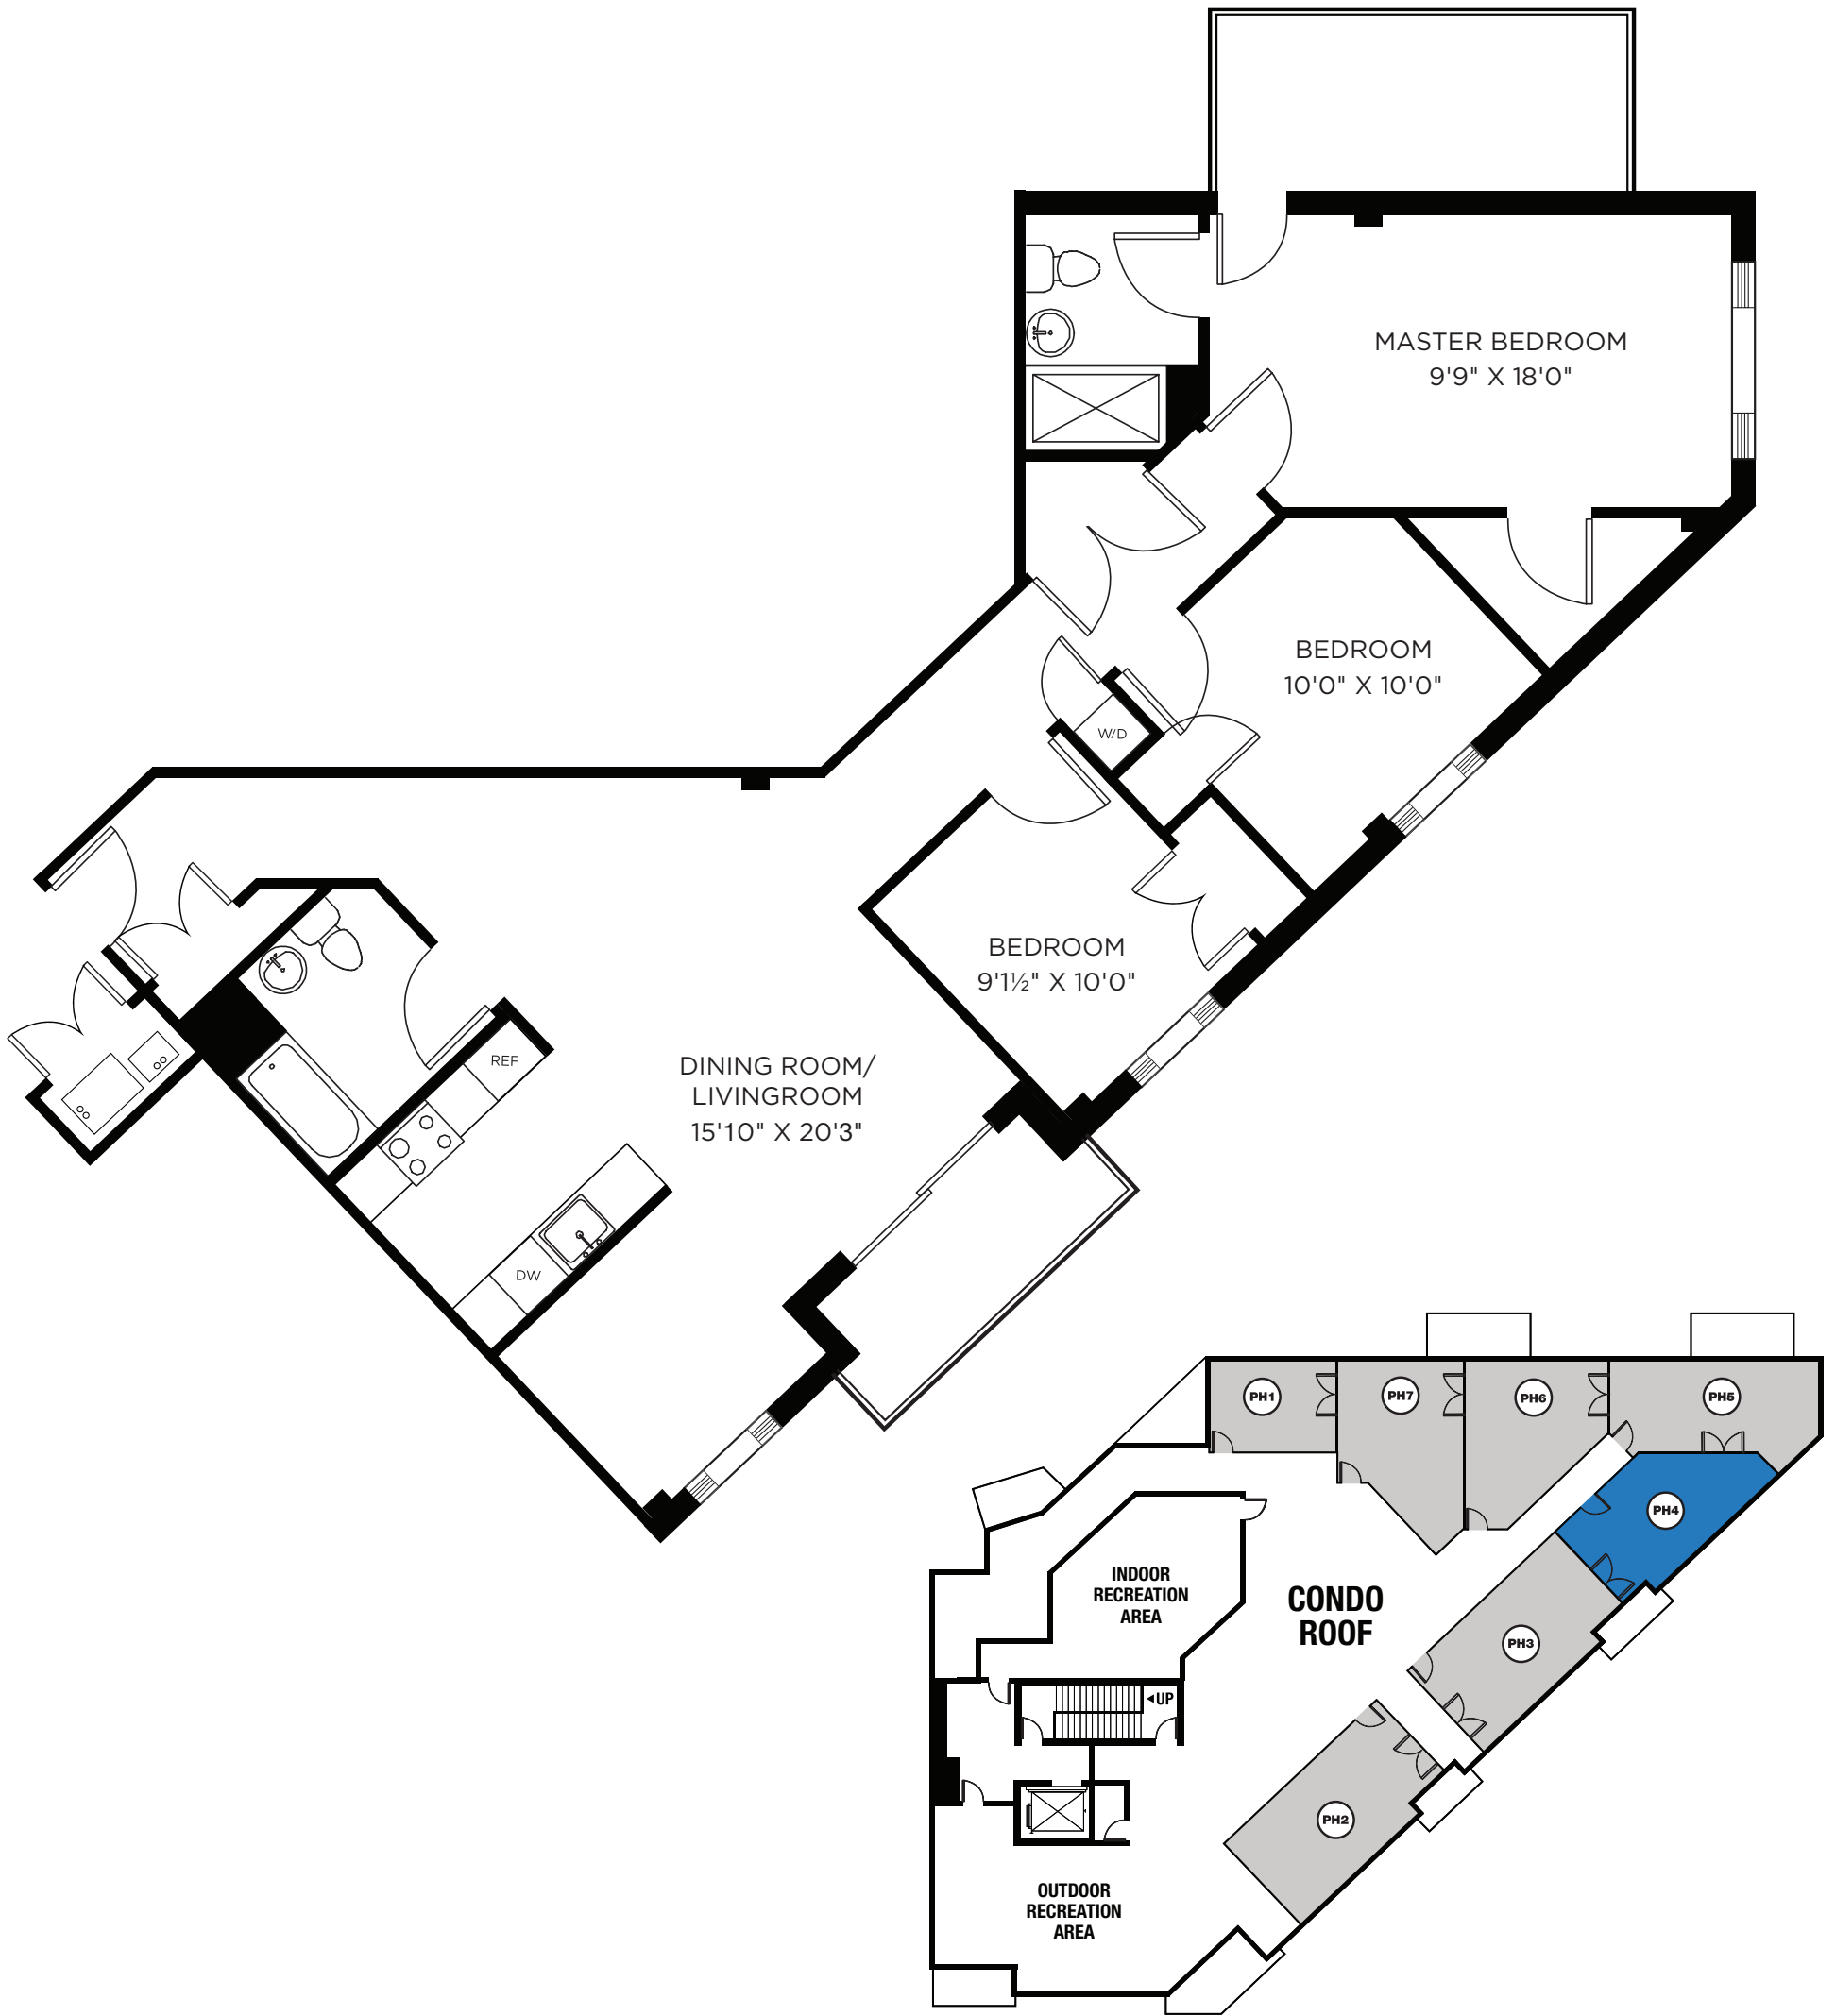 MASTER BEDROOM
9'9" X 18'0"
BEDROOM
10'0" X 10'0"
W/D
BEDROOM
9'1½" X 10'0"
REF
DINING ROOM/
LIVINGROOM
15'10" X 20'3"
DW
PH1
PH7
PH6
PH5
PH4
INDOOR
RECREATION
AREA
CONDO
ROOF
PH3
UP
PH2
OUTDOOR
RECREATION
AREA